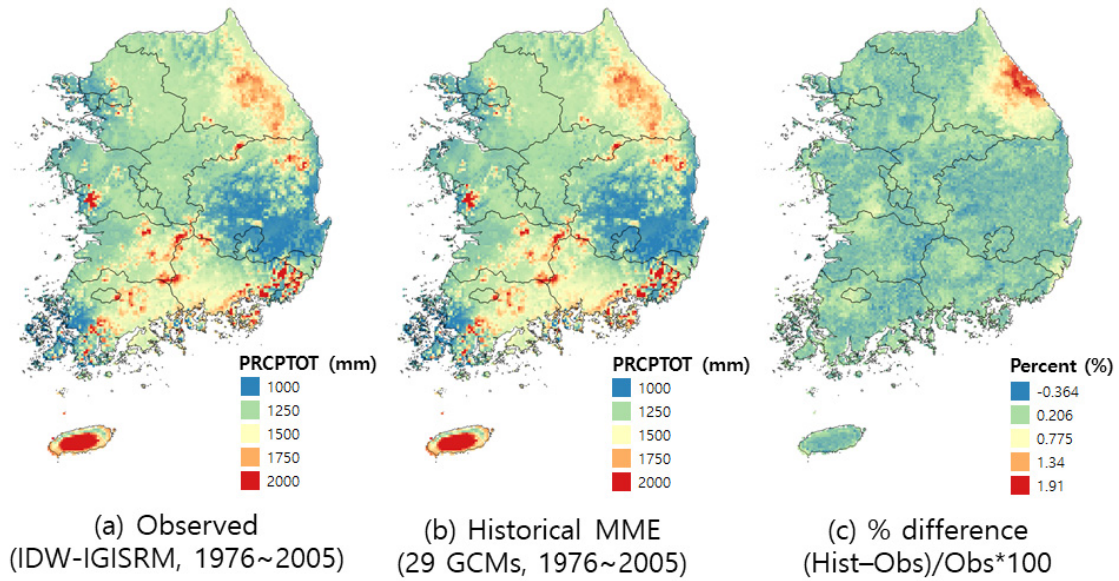 PRCPTOT (mm)
1000
1250
1500
1750
2000
PRCPTOT (mm)
1000
1250
1500
1750
2000
Percent (%)
-0.364
0.206
0.775
1.34
1.91
(a) Observed
(IDW-IGISRM, 1976~2005)
(b) Historical MME
(29 GCMs, 1976~2005)
(c) % difference
(Hist–Obs)/Obs*100